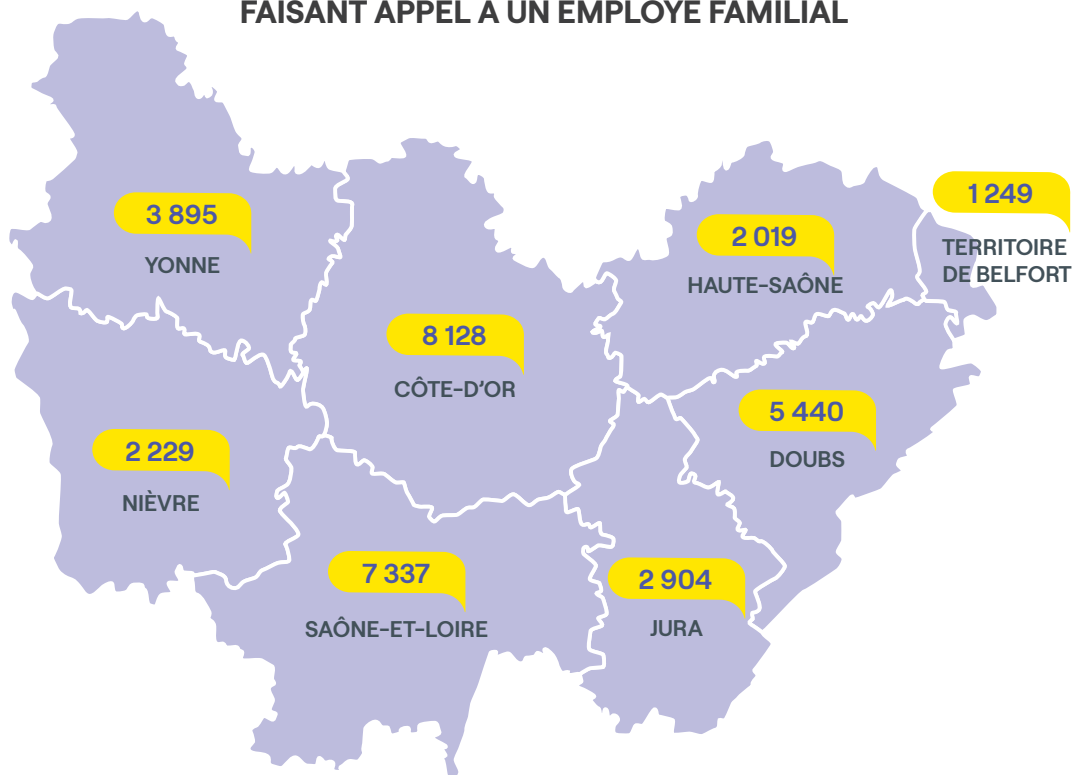 FAISANT APPEL À UN EMPLOYÉ FAMILIAL
3 895
YONNE
2 019
HAUTE-SAÔNE
1 249
TERRITOIRE
DE BELFORT
8 128
CÔTE-D’OR
5 440
DOUBS
2 229
NIÈVRE
7 337
SAÔNE-ET-LOIRE
2 904
JURA